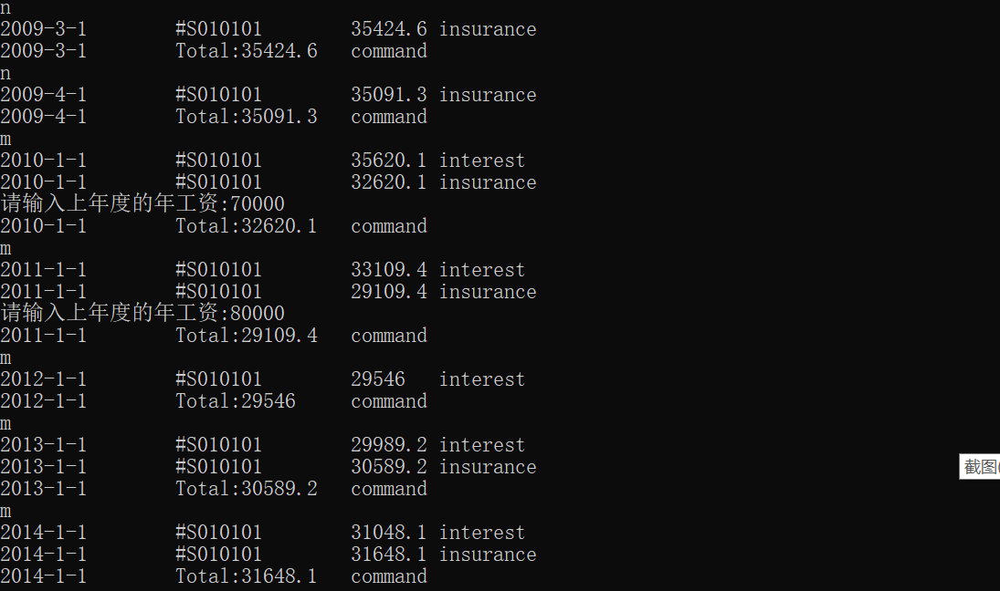 n
2009-3-1 #S010101 35424.6 insurance
2009-3-1 Total:35424.6 command
n
2009-4-1 #S010101 35091.3 insurance
2009-4-1 Total:35091.3 command
m
2010-1-1 #S010101 35620.1 interest
2010-1-1 #S010101 32620.1 insurance
请输入上年度的年工资:70000
2010-1-1 Total:32620.1 command
m
2011-1-1 #S010101 33109.4 interest
2011-1-1 #S010101 29109.4 insurance
请输入上年度的年工资:80000
2011-1-1 Total:29109.4 command
m
2012-1-1 #S010101 29546 interest
2012-1-1 Total:29546 command
m
2013-1-1 #S010101 29989.2 interest
2013-1-1 #S010101 30589.2 insurance
截图(
2013-1-1 Total:30589.2 command
m
2014-1-1 #S010101 31048.1 interest
2014-1-1 #S010101 31648.1 insurance
2014-1-1 Total:31648.1 command